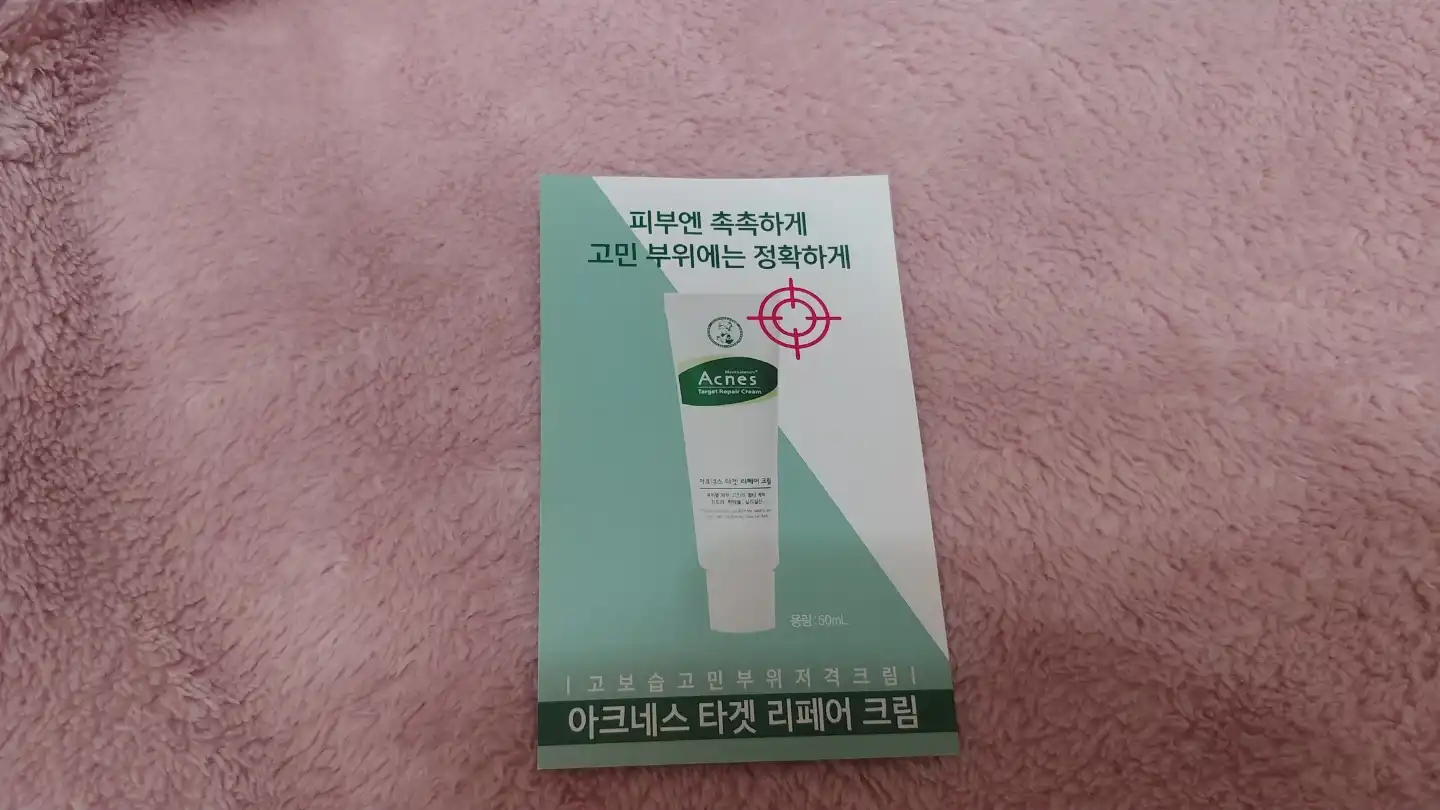 피부엔 촉촉하게
고민 부위에는 정확하게
Mentholatum
Acnes
Target Repair Cream
아크네스 타겟 리페어 크림
용량:50mL
|고보습고민부위저격크림|
아크네스 타겟 리페어 크림